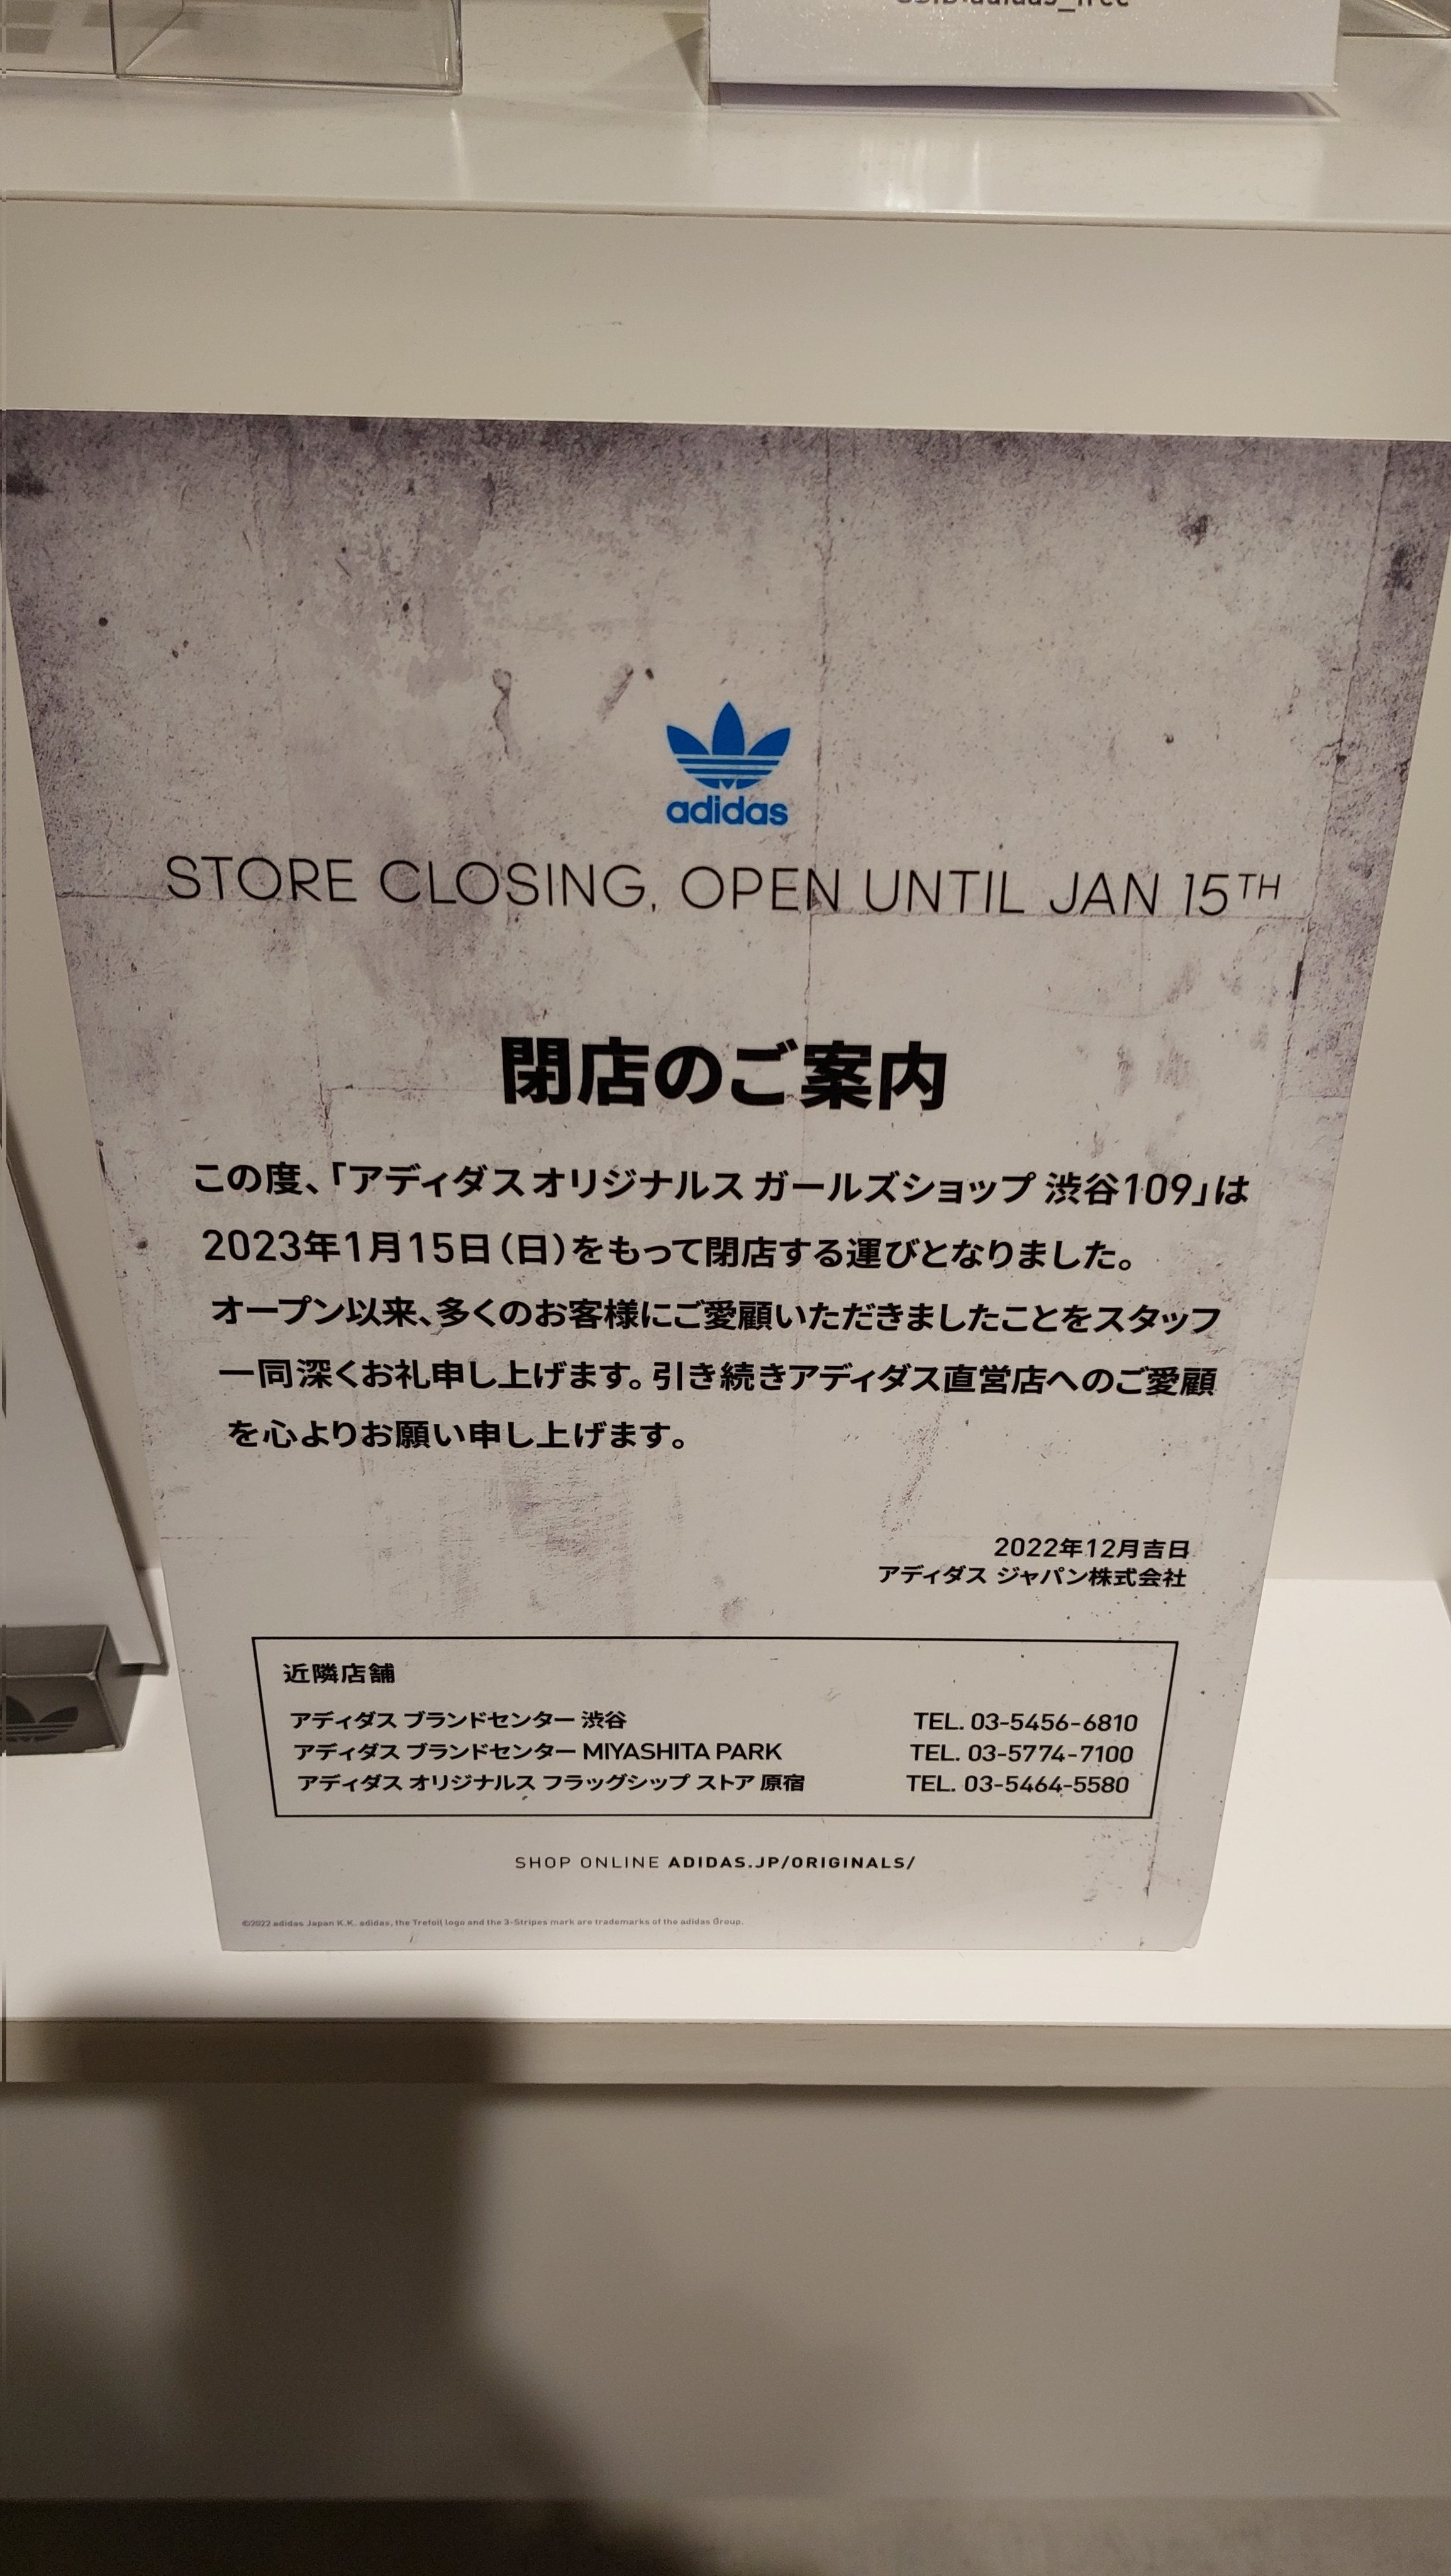 adidas
STORE CLOSING, OPEN UNTIL JAN 15TH
閉店のご案内
この度、「アディダス オリジナルス ガールズショップ 渋谷109」は
2023年1月15日(日)をもって閉店する運びとなりました。
オープン以来、多くのお客様にご愛顧いただきましたことをスタッフ
一同深くお礼申し上げます。引き続きアディダス直営店へのご愛顧
を心よりお願い申し上げます。
2022年12月吉日
アディダス ジャパン株式会社
近隣店舗
アディダス ブランドセンター 渋谷 TEL. 03-5456-6810
アディダス ブランドセンター MIYASHITA PARK TEL. 03-5774-7100
アディダス オリジナルス フラッグシップ ストア 原宿 TEL. 03-5464-5580
SHOP ONLINE ADIDAS.JP/ORIGINALS/
©2022 adidas Japan K.K. adidas, the Trefoil logo and the 3-Stripes mark are trademarks of the adidas Group.